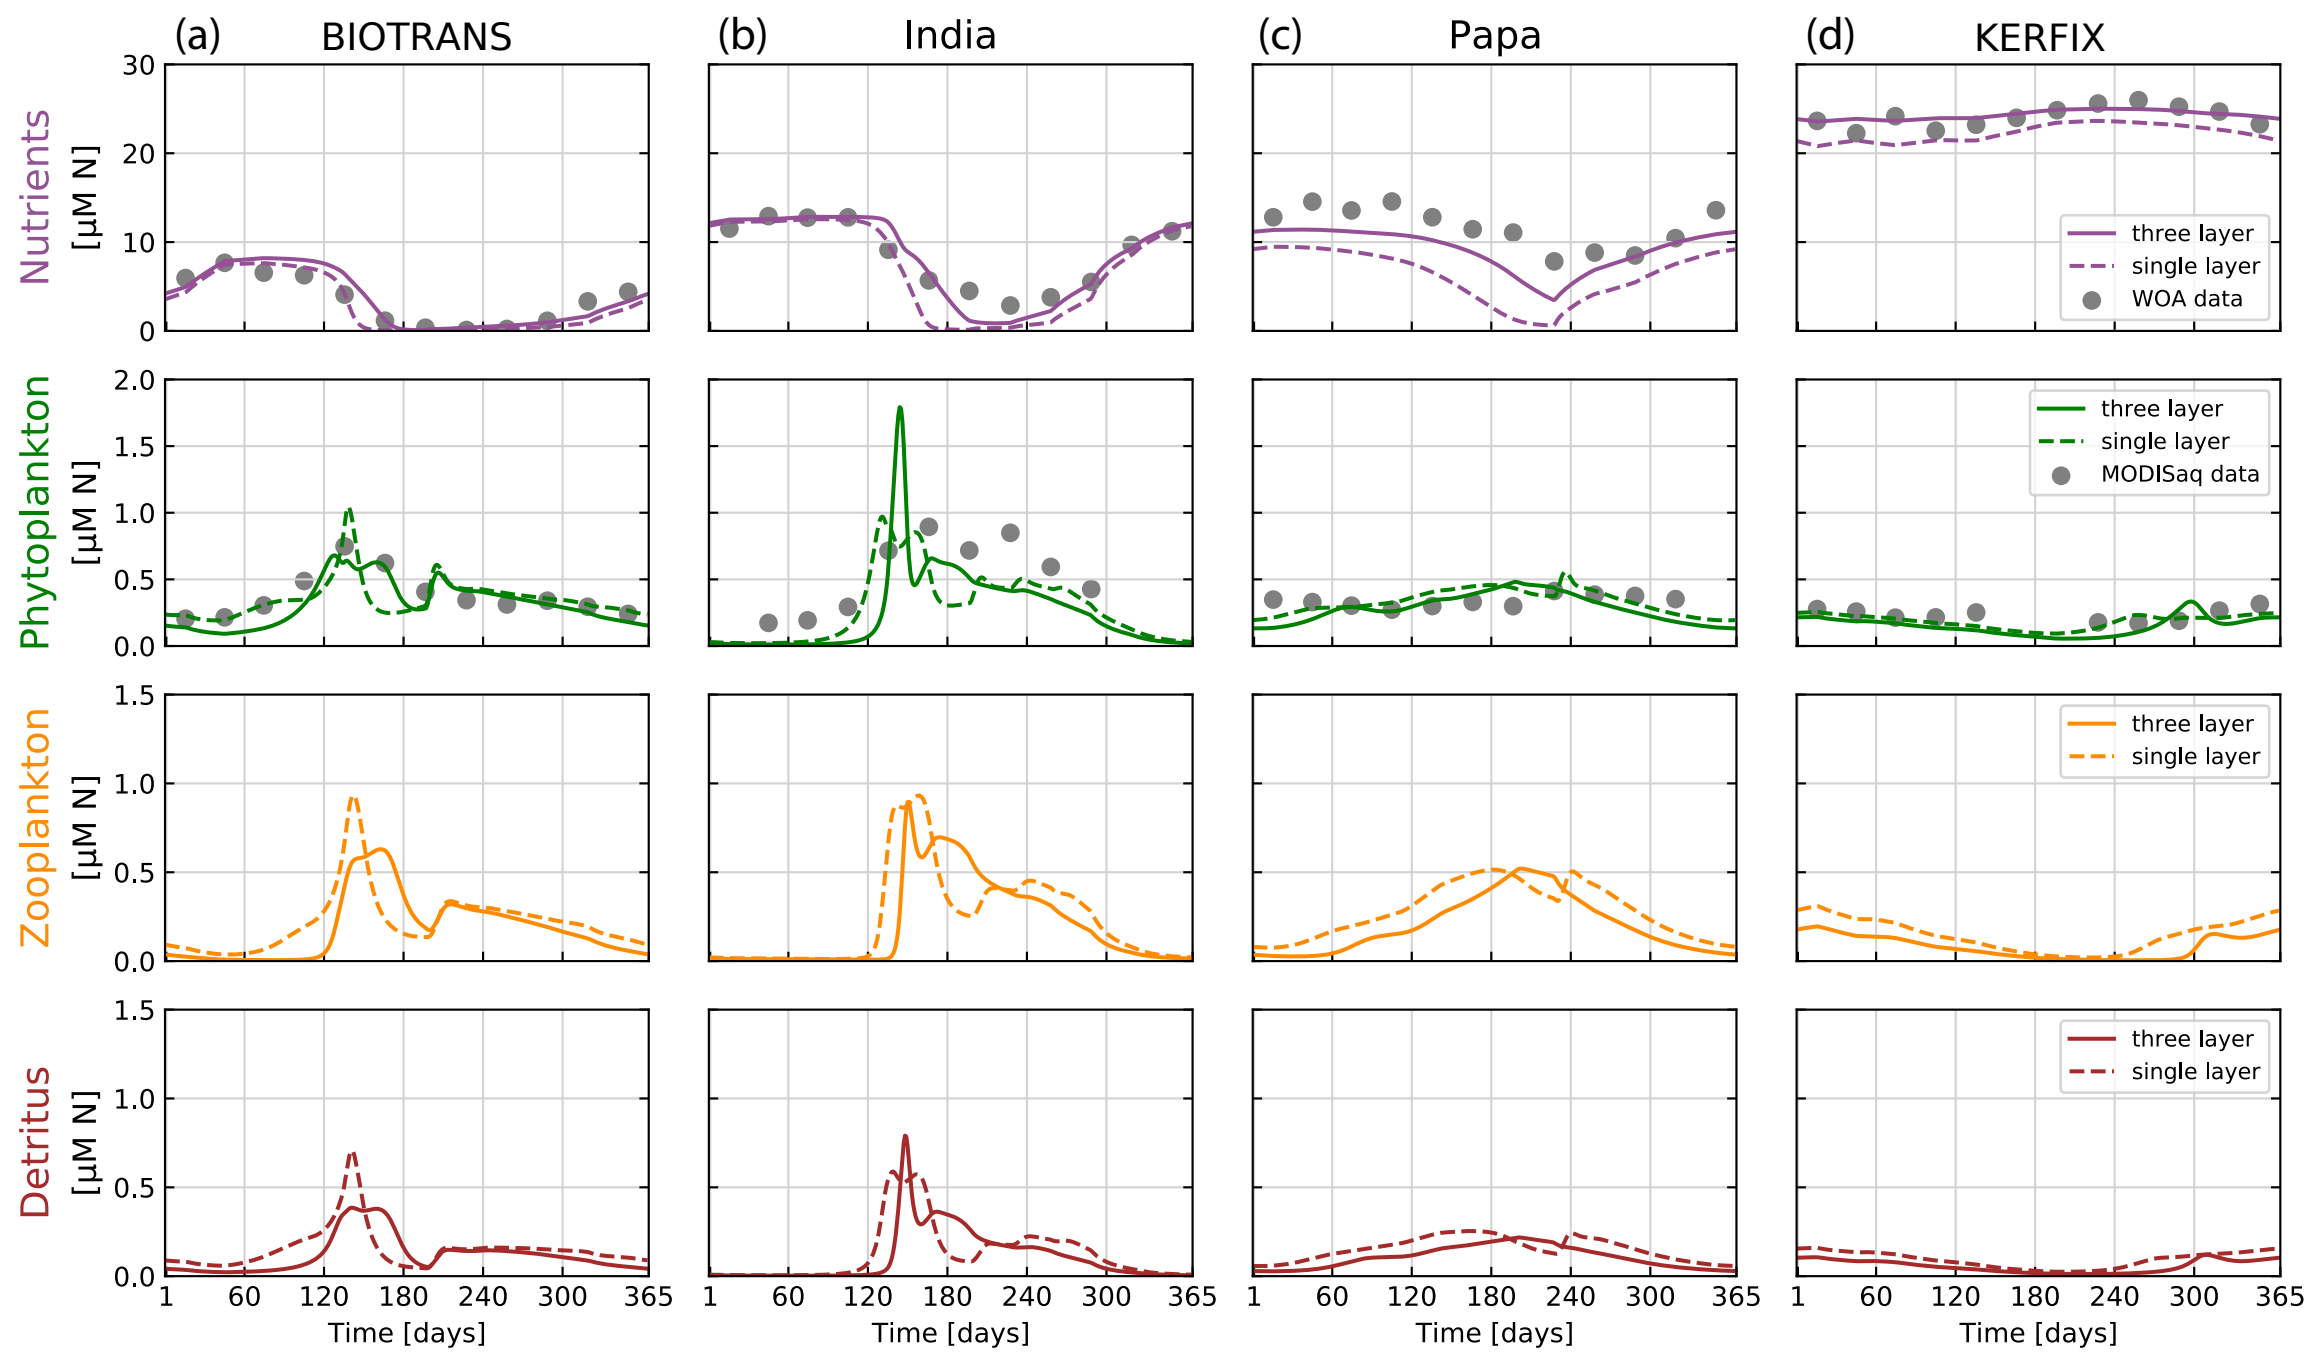 (a) BIOTRANS
(b) India
(c) Papa
(d) KERFIX
Nutrients
[µM N]
30
20
10
0
three layer
single layer
WOA data
Phytoplankton
[µM N]
2.0
1.5
1.0
0.5
0.0
three layer
single layer
MODISaq data
Zooplankton
[µM N]
1.5
1.0
0.5
0.0
three layer
single layer
Detritus
[µM N]
1.5
1.0
0.5
0.0
three layer
single layer
1 60 120 180 240 300 365
1 60 120 180 240 300 365
1 60 120 180 240 300 365
1 60 120 180 240 300 365
Time [days]
Time [days]
Time [days]
Time [days]